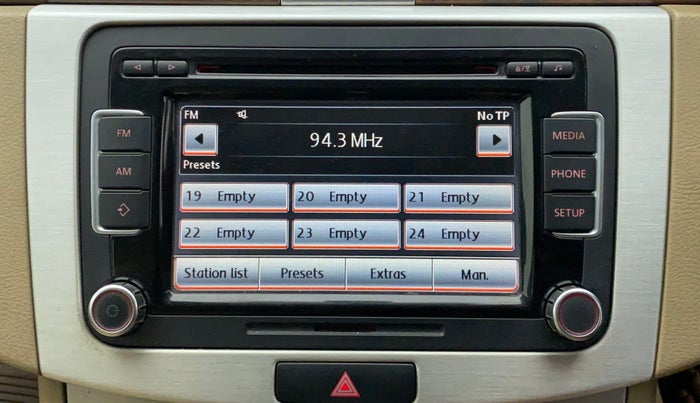 FM No TP
94.3 MHz
Presets
FM
AM
MEDIA
PHONE
SETUP
19 Empty 20 Empty 21 Empty
22 Empty 23 Empty 24 Empty
Station list Presets Extras Man.